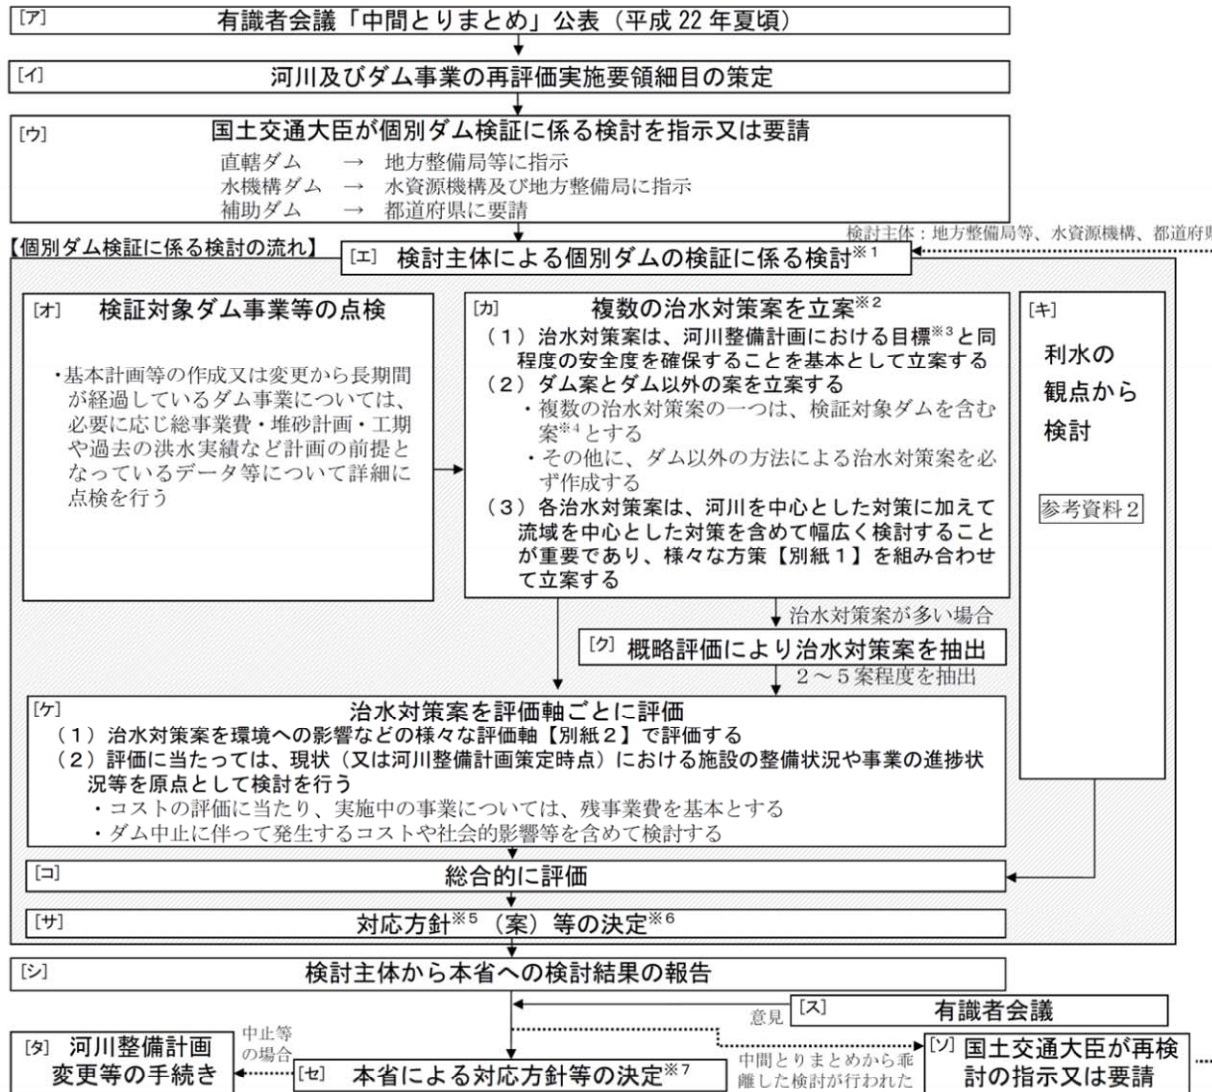 [ア] 有識者会議「中間とりまとめ」公表（平成22年夏頃）
[イ] 河川及びダム事業の再評価実施要領細目の策定
[ウ] 国土交通大臣が個別ダム検証に係る検討を指示又は要請
直轄ダム → 地方整備局等に指示
水機構ダム → 水資源機構及び地方整備局に指示
補助ダム → 都道府県に要請
【個別ダム検証に係る検討の流れ】
検討主体：地方整備局等、水資源機構、都道府県
[エ] 検討主体による個別ダムの検証に係る検討※1
[オ] 検証対象ダム事業等の点検
・基本計画等の作成又は変更から長期間
が経過しているダム事業については、
必要に応じ総事業費・堆砂計画・工期
や過去の洪水実績など計画の前提と
なっているデータ等について詳細に
点検を行う
[カ] 複数の治水対策案を立案※2
（１）治水対策案は、河川整備計画における目標※3と同
程度の安全度を確保することを基本として立案する
（２）ダム案とダム以外の案を立案する
・複数の治水対策案の一つは、検証対象ダムを含む
案※4とする
・その他に、ダム以外の方法による治水対策案を必
ず作成する
（３）各治水対策案は、河川を中心とした対策に加えて
流域を中心とした対策を含めて幅広く検討すること
が重要であり、様々な方策【別紙１】を組み合わせ
て立案する
[キ]
利水の
観点から
検討
参考資料２
治水対策案が多い場合
[ク] 概略評価により治水対策案を抽出
２～５案程度を抽出
[ケ] 治水対策案を評価軸ごとに評価
（１）治水対策案を環境への影響などの様々な評価軸【別紙２】で評価する
（２）評価に当たっては、現状（又は河川整備計画策定時点）における施設の整備状況や事業の進捗状
況等を原点として検討を行う
・コストの評価に当たり、実施中の事業については、残事業費を基本とする
・ダム中止に伴って発生するコストや社会的影響等を含めて検討する
[コ] 総合的に評価
[サ] 対応方針※5（案）等の決定※6
[シ] 検討主体から本省への検討結果の報告
意見
[ス] 有識者会議
[タ] 河川整備計画
変更等の手続き
中止等
の場合
[セ] 本省による対応方針等の決定※7
中間とりまとめから乖
離した検討が行われた
[ソ] 国土交通大臣が再検
討の指示又は要請